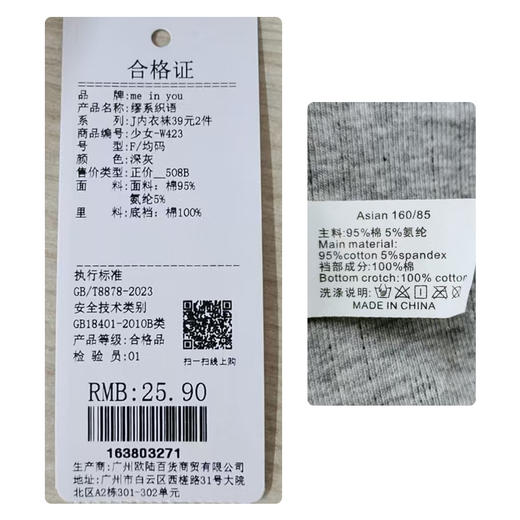 合格证
品 牌:me in you
产品名称:缪系织语
系 列:J内衣袜39元2件
商品编号:少女-W423
号 型:F/均码
颜 色:深灰
售价类型:正价__508B
面 料:面料:棉95%
氨纶5%
里 料:底裆:棉100%
执行标准
GB/T8878-2023
安全技术类别
GB18401-2010B类
产品等级:合格品
检 验 员:01
扫一扫线上购
RMB:25.90
163803271
生产商:广州欧陆百货商贸有限公司
地址:广州市白云区西槎路31号大院
北区A2栋301-302单元
Asian 160/85
主料:95%棉 5%氨纶
Main material:
95%cotton 5%spandex
裆部成分:100%棉
Bottom crotch:100% cotton
洗涤说明:
MADE IN CHINA